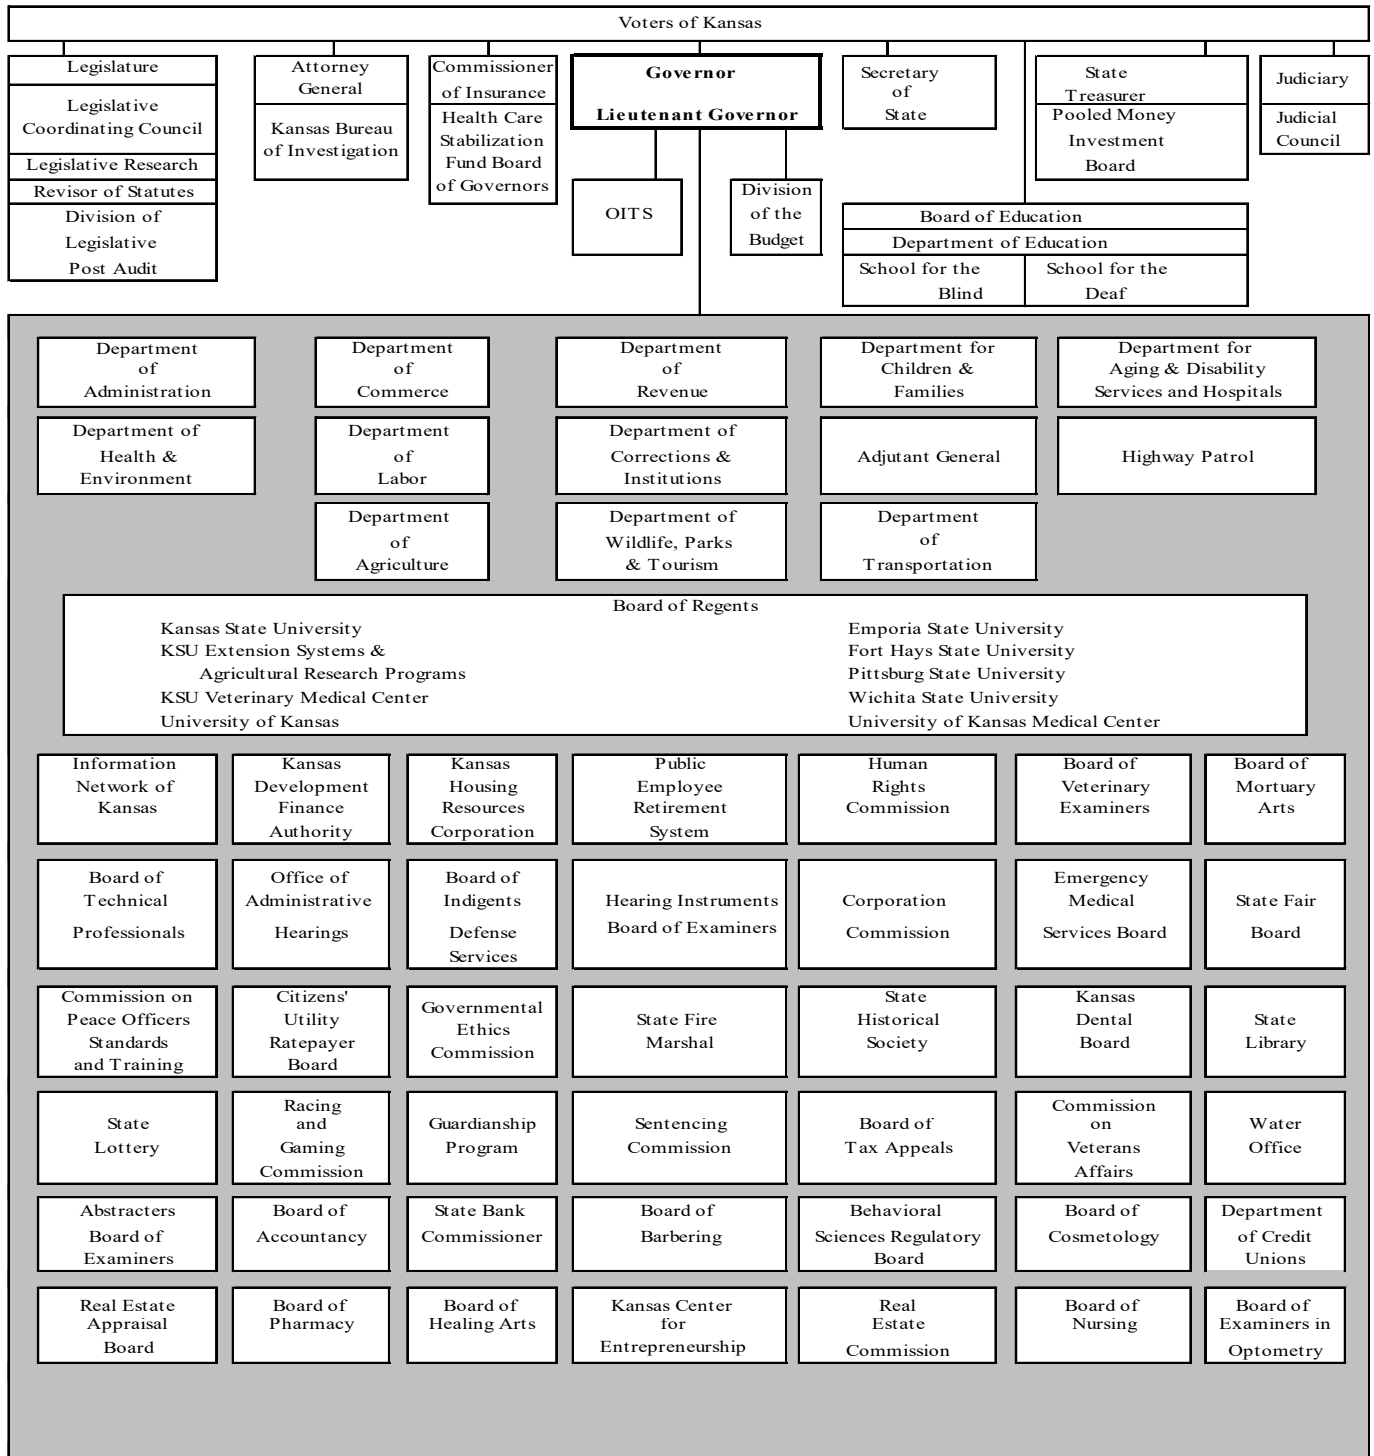 Voters of Kansas
Legislature
Legislative
Coordinating Council
Legislative Research
Revisor of Statutes
Division of
Legislative
Post Audit
Attorney
General
Kansas Bureau
of Investigation
Commissioner
of Insurance
Health Care
Stabilization
Fund Board
of Governors
Governor
Lieutenant Governor
OITS
Division
of the
Budget
Secretary
of
State
Board of Education
Department of Education
School for the
Blind
School for the
Deaf
State
Treasurer
Pooled Money
Investment
Board
Judiciary
Judicial
Council
Department
of
Administration
Department
of
Commerce
Department
of
Revenue
Department for
Children &
Families
Department for
Aging & Disability
Services and Hospitals
Department of
Health &
Environment
Department
of
Labor
Department of
Corrections &
Institutions
Adjutant General
Highway Patrol
Department
of
Agriculture
Department of
Wildlife, Parks
& Tourism
Department
of
Transportation
Board of Regents
Kansas State University
KSU Extension Systems &
Agricultural Research Programs
KSU Veterinary Medical Center
University of Kansas
Emporia State University
Fort Hays State University
Pittsburg State University
Wichita State University
University of Kansas Medical Center
Information
Network of
Kansas
Kansas
Development
Finance
Authority
Kansas
Housing
Resources
Corporation
Public
Employee
Retirement
System
Human
Rights
Commission
Board of
Veterinary
Examiners
Board of
Mortuary
Arts
Board of
Technical
Professionals
Office of
Administrative
Hearings
Board of
Indigents
Defense
Services
Hearing Instruments
Board of Examiners
Corporation
Commission
Emergency
Medical
Services Board
State Fair
Board
Commission on
Peace Officers
Standards
and Training
Citizens'
Utility
Ratepayer
Board
Governmental
Ethics
Commission
State Fire
Marshal
State
Historical
Society
Kansas
Dental
Board
State
Library
State
Lottery
Racing
and
Gaming
Commission
Guardianship
Program
Sentencing
Commission
Board of
Tax Appeals
Commission
on
Veterans
Affairs
Water
Office
Abstracters
Board of
Examiners
Board of
Accountancy
State Bank
Commissioner
Board of
Barbering
Behavioral
Sciences Regulatory
Board
Board of
Cosmetology
Department
of Credit
Unions
Real Estate
Appraisal
Board
Board of
Pharmacy
Board of
Healing Arts
Kansas Center
for
Entrepreneurship
Real
Estate
Commission
Board of
Nursing
Board of
Examiners in
Optometry